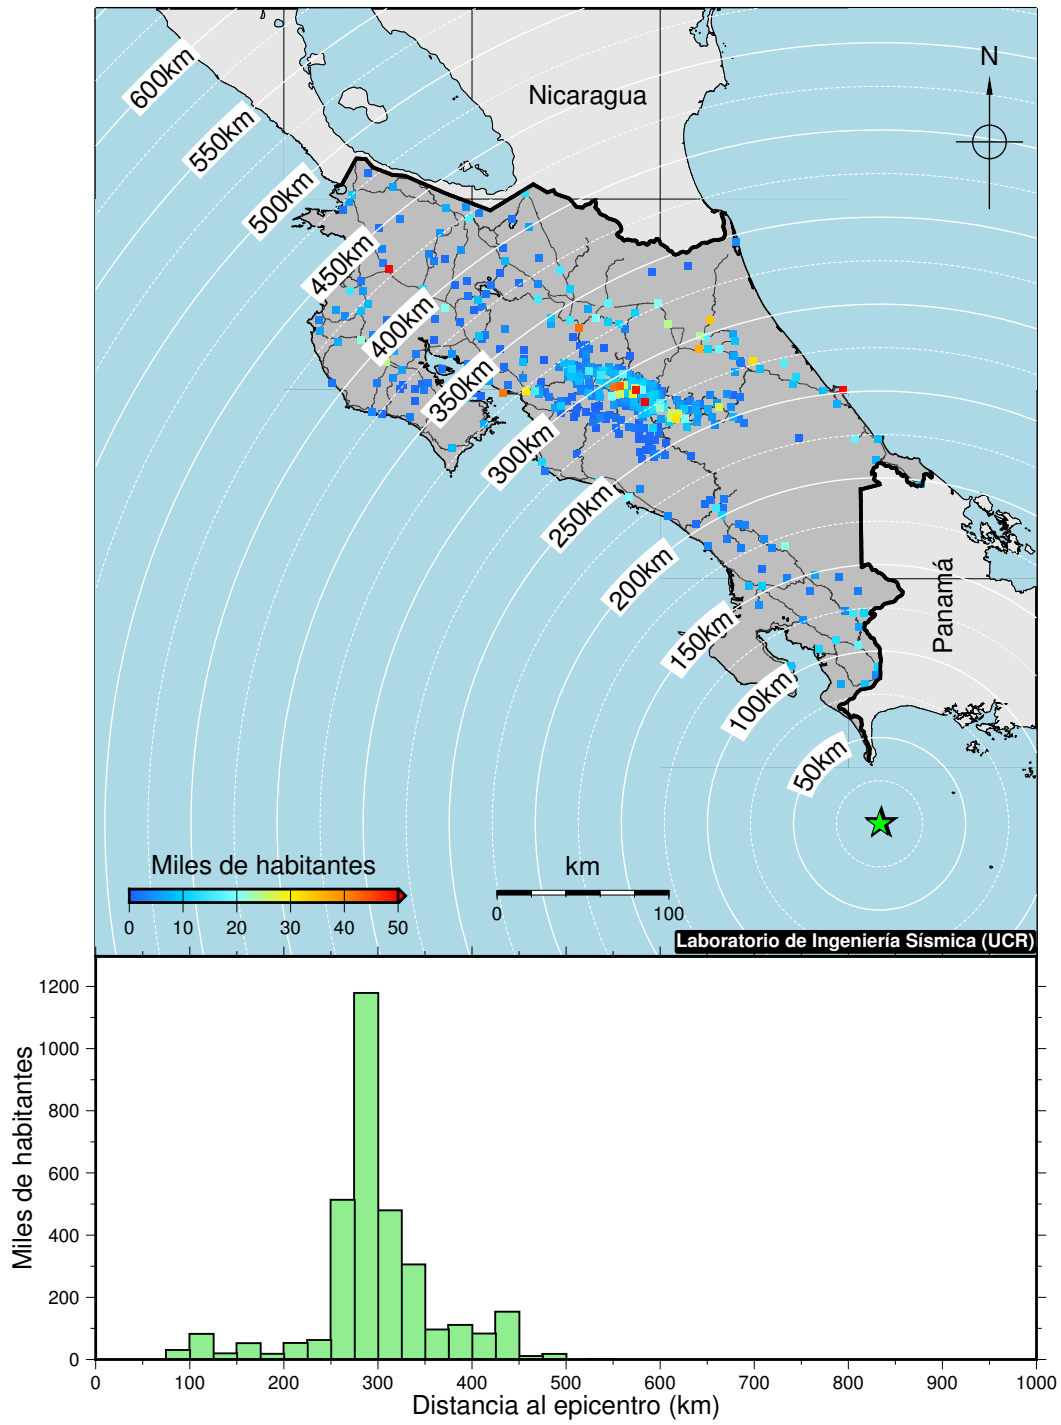 600km
Nicaragua
N
550km
500km
450km
400km
350km
300km
250km
200km
150km
100km
50km
Panamá
Miles de habitantes
0 10 20 30 40 50
km
0 100
Laboratorio de Ingeniería Sísmica (UCR)
Miles de habitantes
1200
1000
800
600
400
200
0
0 100 200 300 400 500 600 700 800 900 1000
Distancia al epicentro (km)